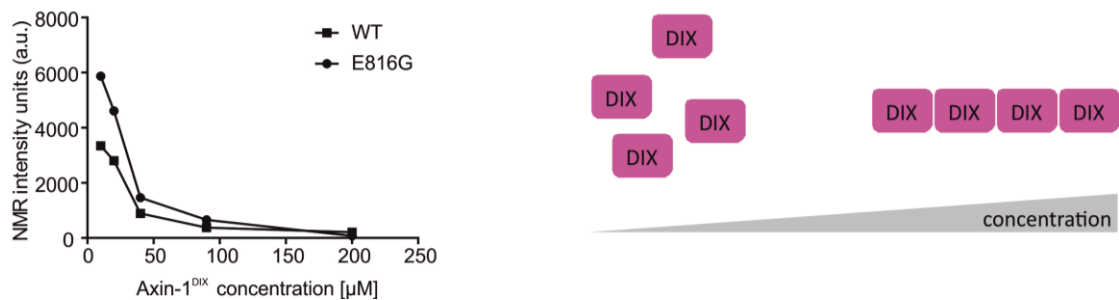 NMR intensity units (a.u.)
8000
6000
4000
2000
0
0 50 100 150 200 250
Axin-1ᴰᴵˣ concentration [µM]
WT
E816G
DIX
DIX
DIX
DIX
DIX DIX DIX DIX
concentration